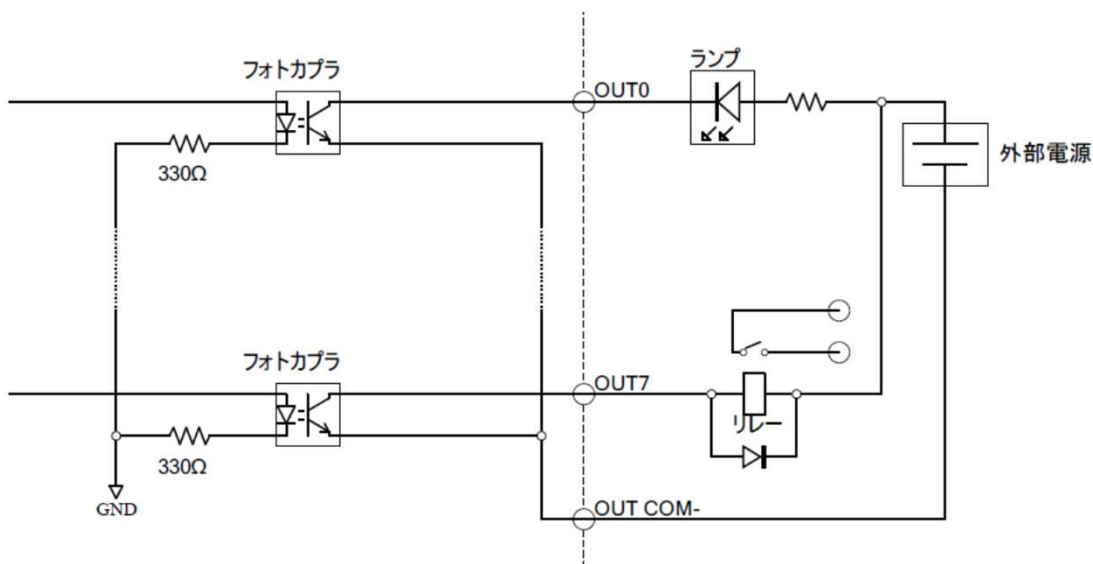 ランプ
フォトカプラ
OUT0
外部電源
330Ω
フォトカプラ
OUT7
リレー
330Ω
GND
OUT COM-